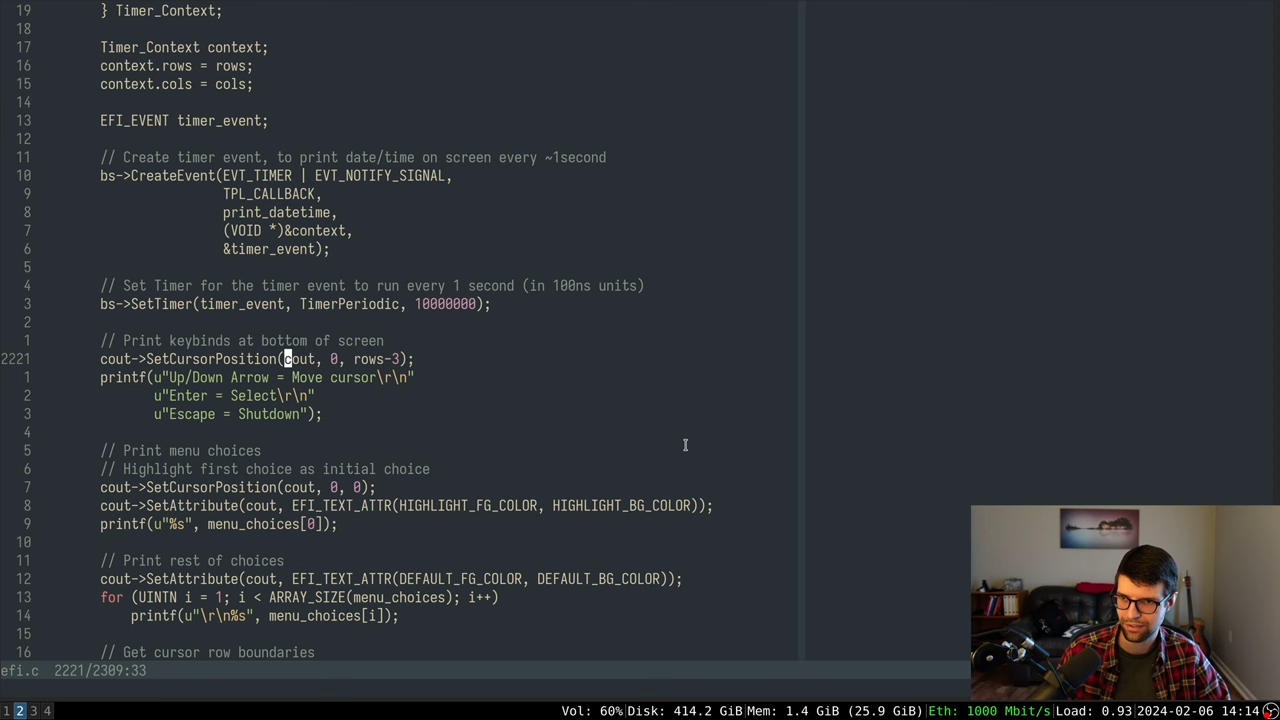 19 } Timer_Context;
18
17 Timer_Context context;
16 context.rows = rows;
15 context.cols = cols;
14
13 EFI_EVENT timer_event;
12
11 // Create timer event, to print date/time on screen every ~1second
10 bs->CreateEvent(EVT_TIMER | EVT_NOTIFY_SIGNAL,
9 TPL_CALLBACK,
8 print_datetime,
7 (VOID *)&context,
6 &timer_event);
5
4 // Set Timer for the timer event to run every 1 second (in 100ns units)
3 bs->SetTimer(timer_event, TimerPeriodic, 10000000);
2
1 // Print keybinds at bottom of screen
2221 cout->SetCursorPosition(cout, 0, rows-3);
1 printf(u"Up/Down Arrow = Move cursor\r\n"
2 u"Enter = Select\r\n"
3 u"Escape = Shutdown");
4
5 // Print menu choices
6 // Highlight first choice as initial choice
7 cout->SetCursorPosition(cout, 0, 0);
8 cout->SetAttribute(cout, EFI_TEXT_ATTR(HIGHLIGHT_FG_COLOR, HIGHLIGHT_BG_COLOR));
9 printf(u"%s", menu_choices[0]);
10
11 // Print rest of choices
12 cout->SetAttribute(cout, EFI_TEXT_ATTR(DEFAULT_FG_COLOR, DEFAULT_BG_COLOR));
13 for (UINTN i = 1; i < ARRAY_SIZE(menu_choices); i++)
14 printf(u"\r\n%s", menu_choices[i]);
15
16 // Get cursor row boundaries
efi.c 2221/2309:33
1 2 3 4 Vol: 60%|Disk: 414.2 GiB|Mem: 1.4 GiB (25.9 GiB)|Eth: 1000 Mbit/s|Load: 0.93|2024-02-06 14:14